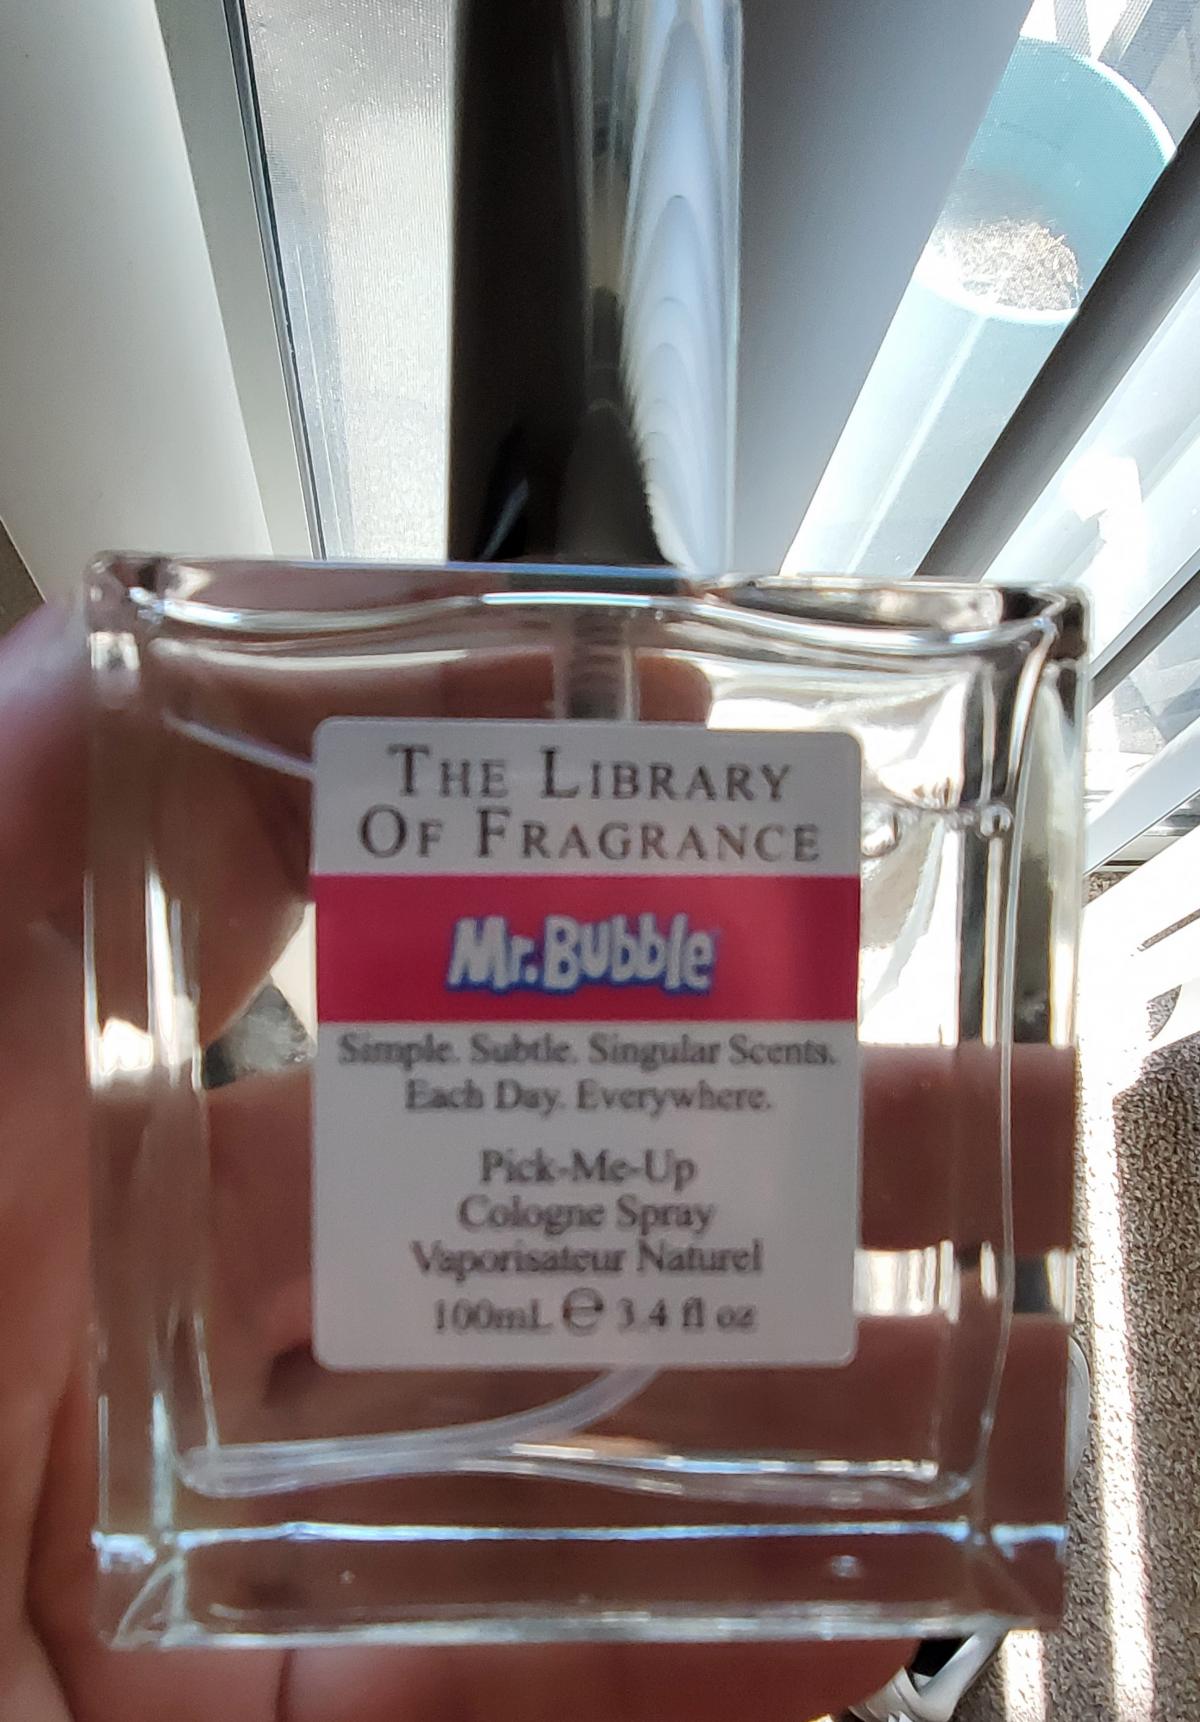 THE LIBRARY
OF FRAGRANCE
Mr. Bubble
Simple. Subtle. Singular Scents.
Each Day. Everywhere.
Pick-Me-Up
Cologne Spray
Vaporisateur Naturel
100mL ℮ 3.4 fl oz